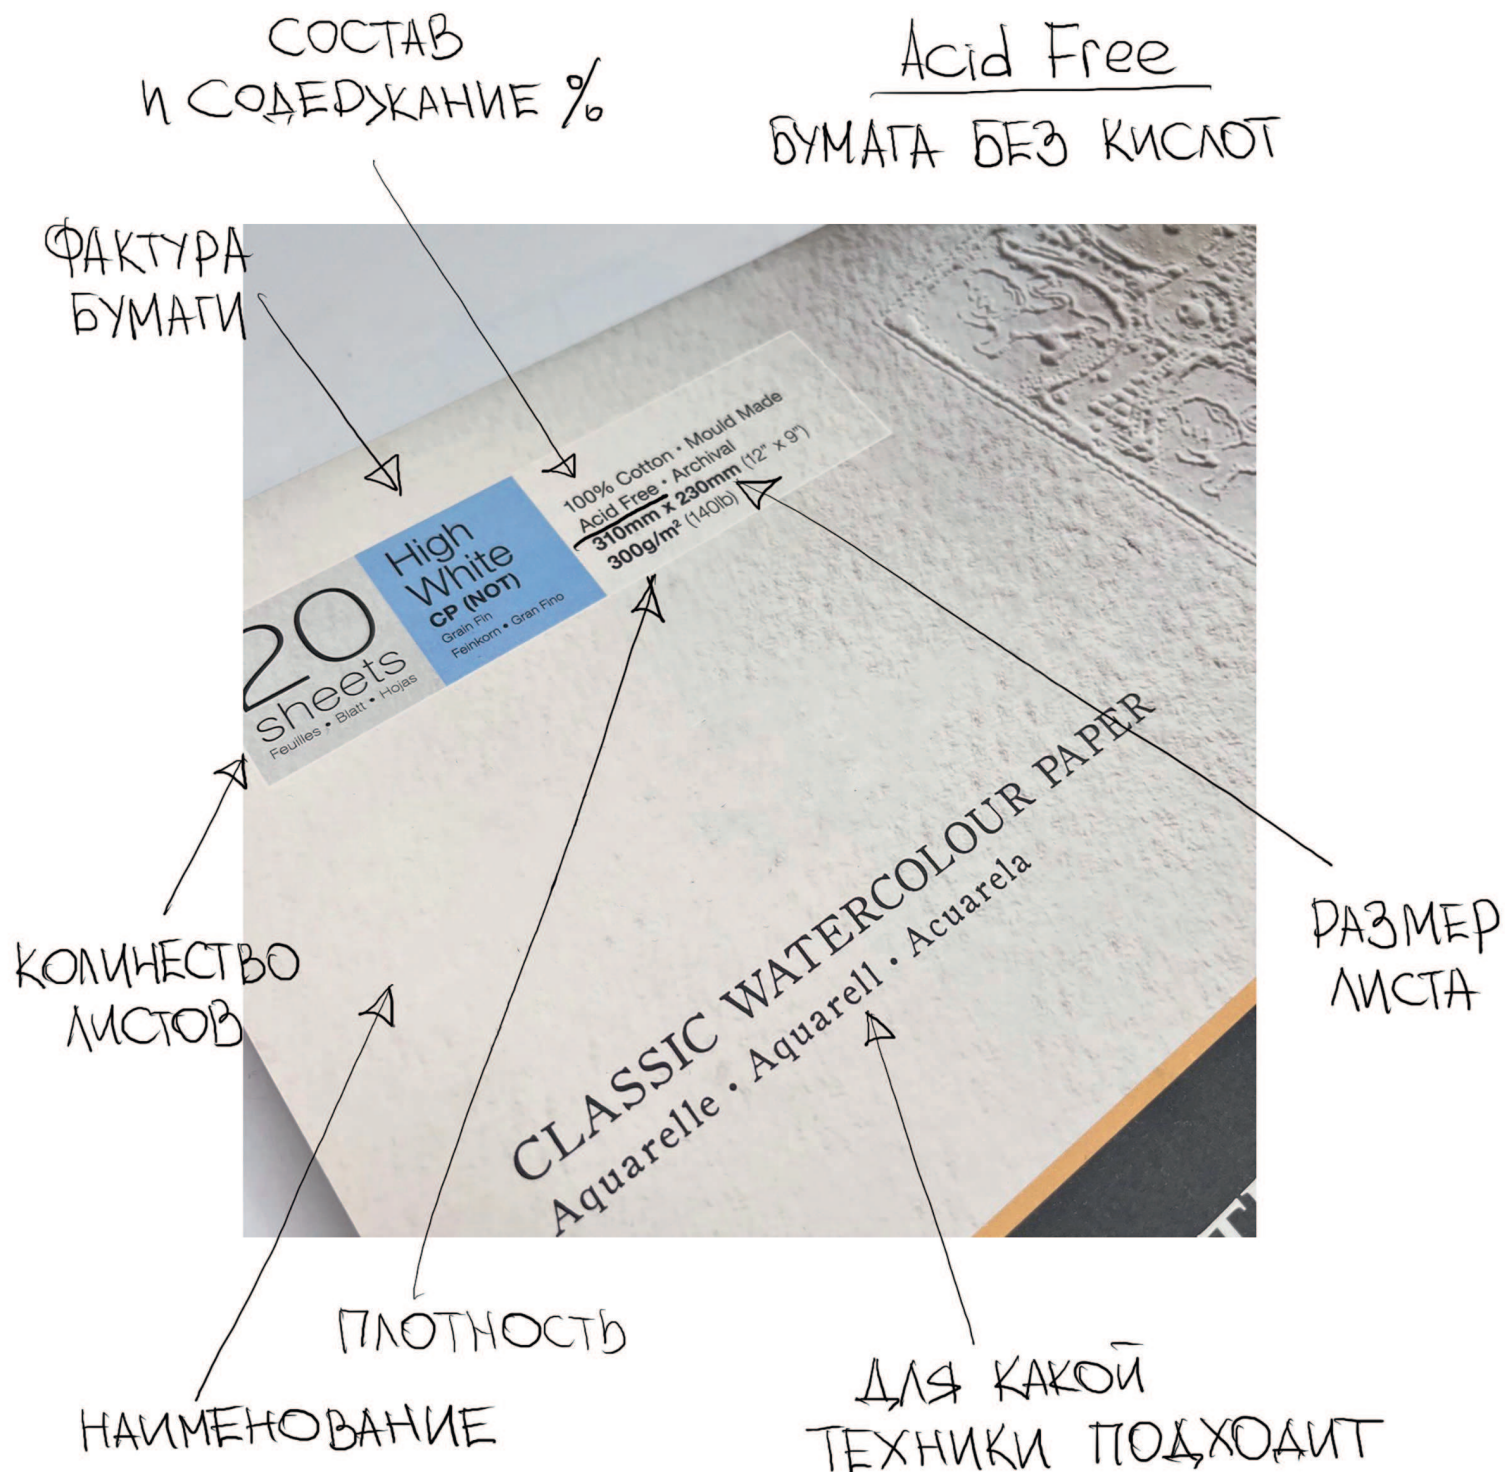 СОСТАВ
И СОДЕРЖАНИЕ %
Acid Free
БУМАГА БЕЗ КИСЛОТ
ФАКТУРА
БУМАГИ
100% Cotton • Mould Made
Acid Free • Archival
310mm x 230mm (12" x 9")
300g/m² (140lb)
High
White
CP (NOT)
Grain Fin
Feinkorn • Gran Fino
20
sheets
Feuilles • Blatt • Hojas
CLASSIC WATERCOLOUR PAPER
Aquarelle • Aquarell • Acuarela
КОЛИЧЕСТВО
ЛИСТОВ
РАЗМЕР
ЛИСТА
ПЛОТНОСТЬ
НАИМЕНОВАНИЕ
ДЛЯ КАКОЙ
ТЕХНИКИ ПОДХОДИТ